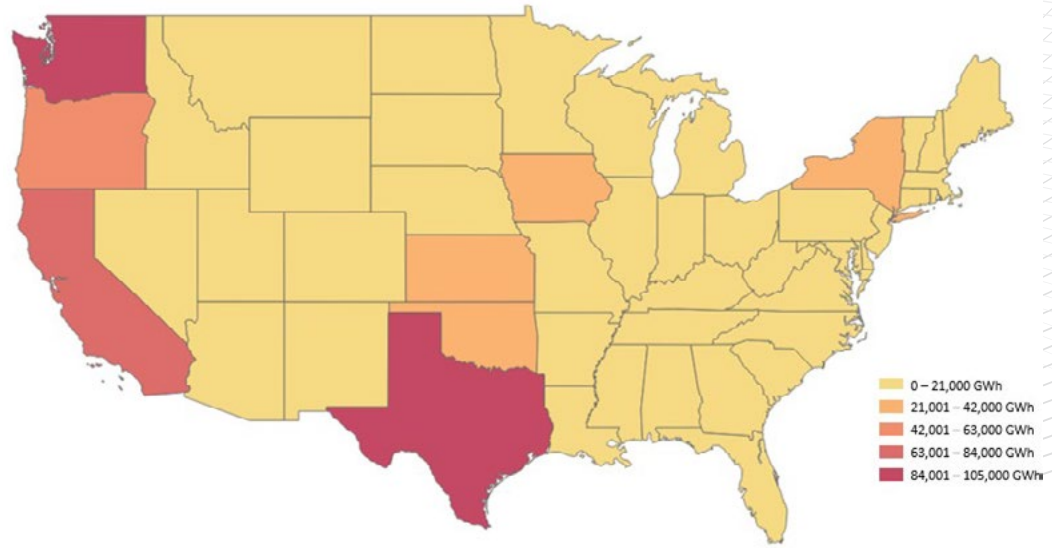 0 – 21,000 GWh
21,001 – 42,000 GWh
42,001 – 63,000 GWh
63,001 – 84,000 GWh
84,001 – 105,000 GWh